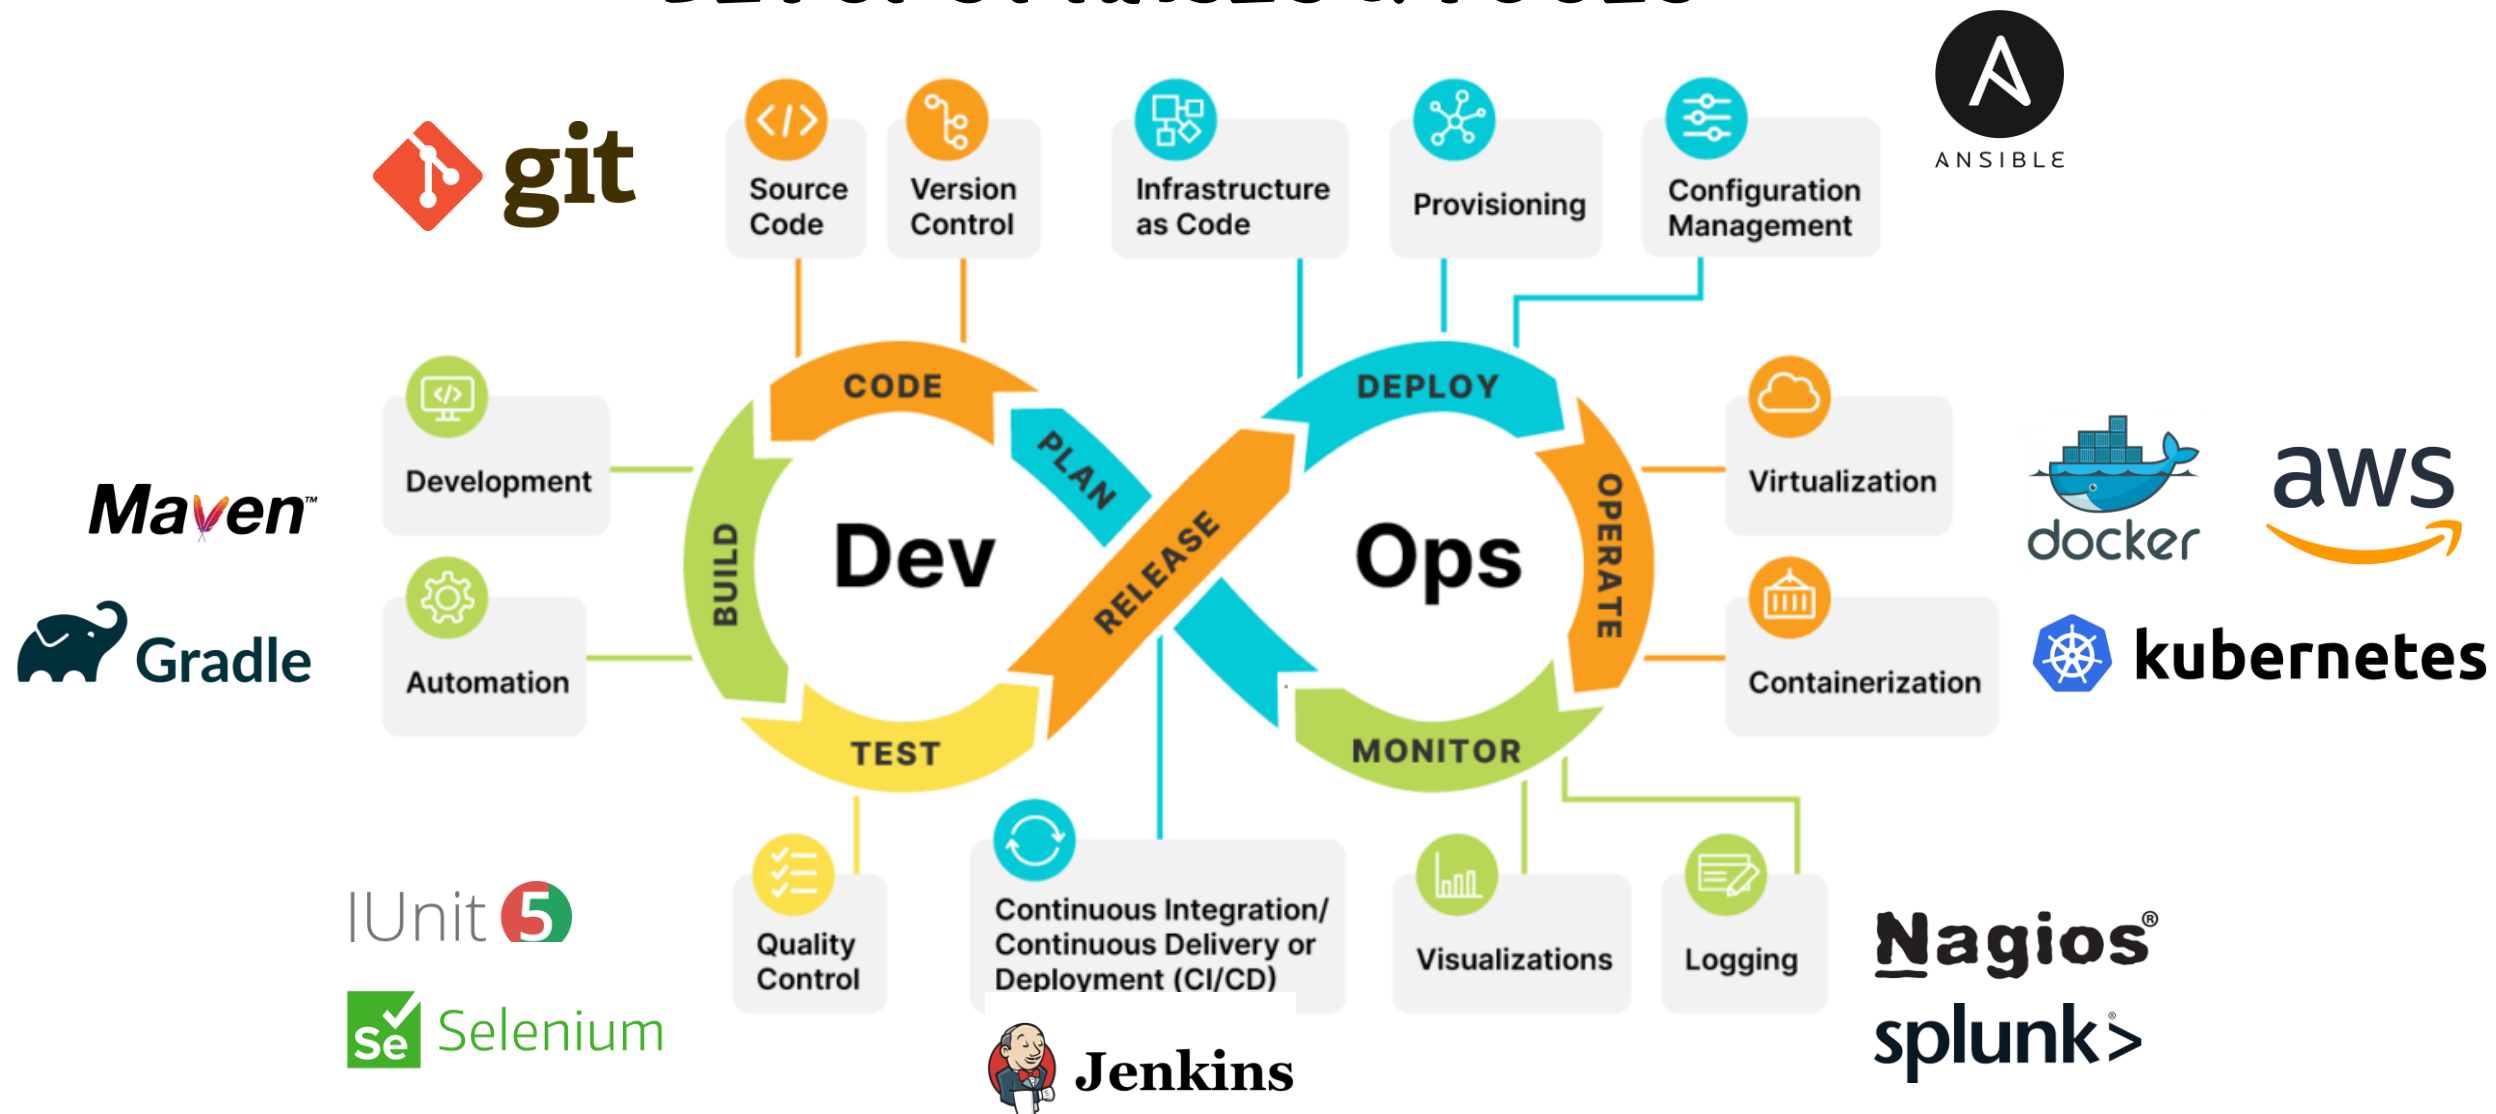 ANSIBLE
git
Source
Code
Version
Control
Infrastructure
as Code
Provisioning
Configuration
Management
CODE
DEPLOY
PLAN
Development
Virtualization
docker
aws
Maven™
BUILD
Dev
RELEASE
Ops
OPERATE
Gradle
Automation
Containerization
kubernetes
TEST
MONITOR
Unit 5
Quality
Control
Continuous Integration/
Continuous Delivery or
Deployment (CI/CD)
Visualizations
Logging
Nagios®
Se Selenium
Jenkins
splunk>®